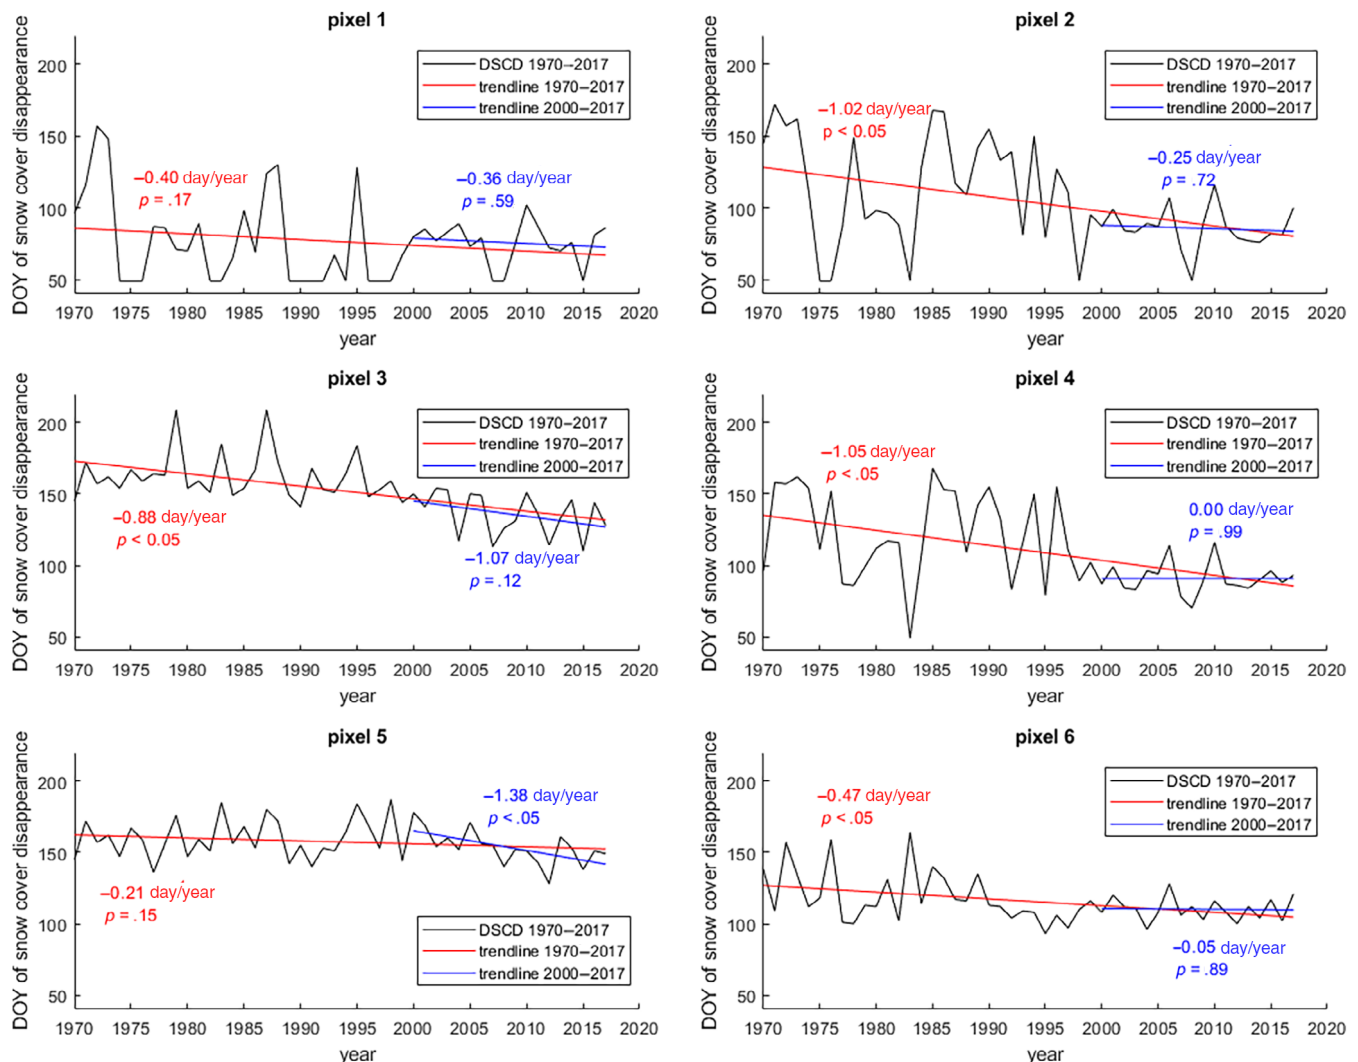 pixel 1
DOY of snow cover disappearance
200
150
100
50
DSCD 1970–2017
trendline 1970–2017
trendline 2000–2017
–0.40 day/year
p = .17
–0.36 day/year
p = .59
1970 1975 1980 1985 1990 1995 2000 2005 2010 2015 2020
year
pixel 2
DOY of snow cover disappearance
200
150
100
50
DSCD 1970–2017
trendline 1970–2017
trendline 2000–2017
–1.02 day/year
p < 0.05
–0.25 day/year
p = .72
1970 1975 1980 1985 1990 1995 2000 2005 2010 2015 2020
year
pixel 3
DOY of snow cover disappearance
200
150
100
50
DSCD 1970–2017
trendline 1970–2017
trendline 2000–2017
–0.88 day/year
p < 0.05
–1.07 day/year
p = .12
1970 1975 1980 1985 1990 1995 2000 2005 2010 2015 2020
year
pixel 4
DOY of snow cover disappearance
200
150
100
50
DSCD 1970–2017
trendline 1970–2017
trendline 2000–2017
–1.05 day/year
p <.05
0.00 day/year
p = .99
1970 1975 1980 1985 1990 1995 2000 2005 2010 2015 2020
year
pixel 5
DOY of snow cover disappearance
200
150
100
50
–1.38 day/year
p <.05
–0.21 day/year
p = .15
DSCD 1970–2017
trendline 1970–2017
trendline 2000–2017
1970 1975 1980 1985 1990 1995 2000 2005 2010 2015 2020
year
pixel 6
DOY of snow cover disappearance
200
150
100
50
DSCD 1970–2017
trendline 1970–2017
trendline 2000–2017
–0.47 day/year
p <.05
–0.05 day/year
p = .89
1970 1975 1980 1985 1990 1995 2000 2005 2010 2015 2020
year